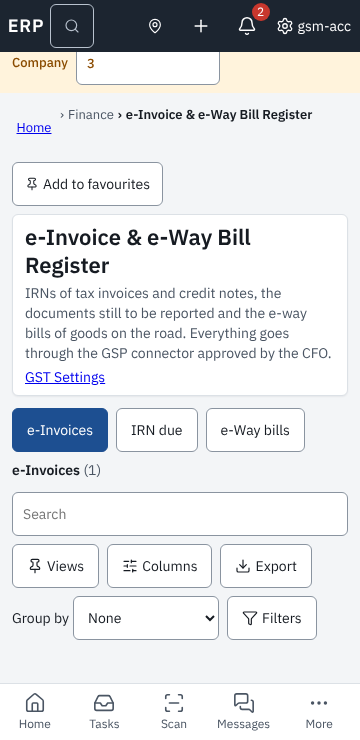 ERP
2
gsm-acc
Company
3
Home › Finance › e-Invoice & e-Way Bill Register
Add to favourites
e-Invoice & e-Way Bill
Register
IRNs of tax invoices and credit notes, the
documents still to be reported and the e-way
bills of goods on the road. Everything goes
through the GSP connector approved by the CFO.
GST Settings
e-Invoices IRN due e-Way bills
e-Invoices (1)
Search
Views Columns Export
Group by None Filters
Home Tasks Scan Messages More